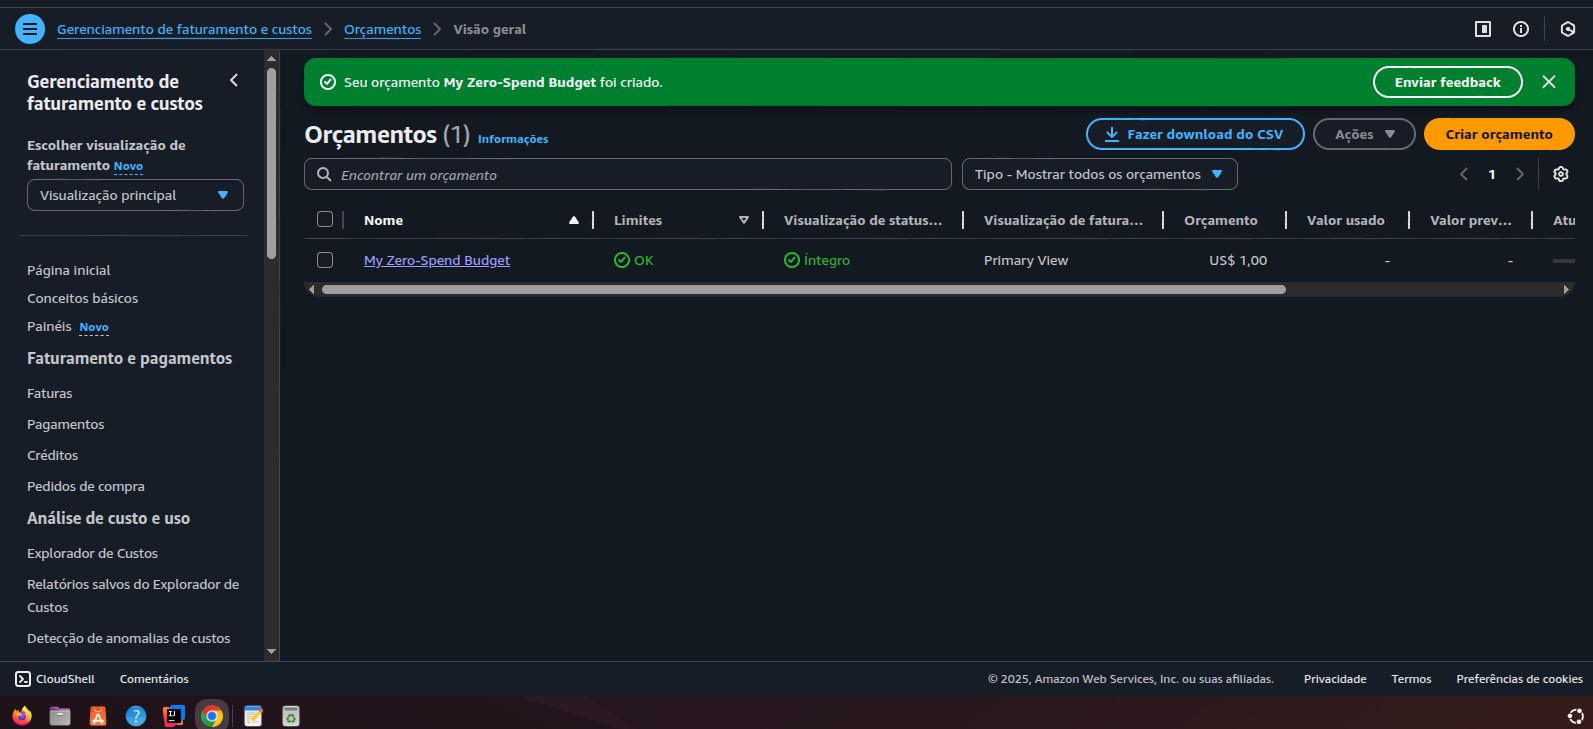 Gerenciamento de faturamento e custos
Orçamentos
Visão geral
Gerenciamento de
faturamento e custos
Escolher visualização de
faturamento Novo
Visualização principal
Página inicial
Conceitos básicos
Painéis Novo
Faturamento e pagamentos
Faturas
Pagamentos
Créditos
Pedidos de compra
Análise de custo e uso
Explorador de Custos
Relatórios salvos do Explorador de
Custos
Detecção de anomalias de custos
Seu orçamento My Zero-Spend Budget foi criado.
Enviar feedback
Orçamentos (1) Informações
Fazer download do CSV
Ações
Criar orçamento
Encontrar um orçamento
Tipo - Mostrar todos os orçamentos
1
Nome Limites Visualização de status... Visualização de fatura... Orçamento Valor usado Valor prev... Atu
My Zero-Spend Budget OK Íntegro Primary View US$ 1,00 - -
CloudShell
Comentários
© 2025, Amazon Web Services, Inc. ou suas afiliadas.
Privacidade
Termos
Preferências de cookies